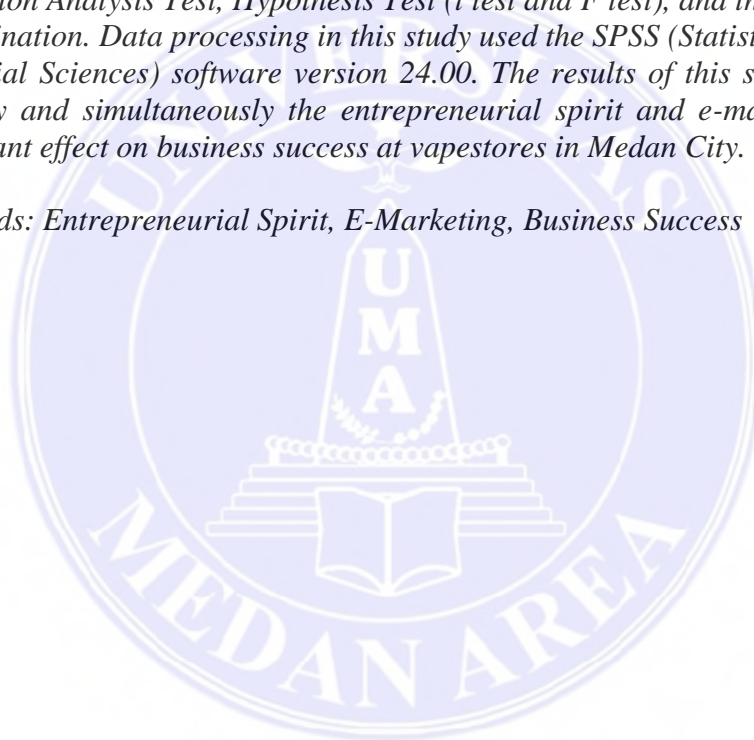 ion Analysis Test, Hypothesis Test (t test and F test), and th
ination. Data processing in this study used the SPSS (Statist
ial Sciences) software version 24.00. The results of this s
y and simultaneously the entrepreneurial spirit and e-ma
ant effect on business success at vapestores in Medan City.
ds: Entrepreneurial Spirit, E-Marketing, Business Success
UNIVERSITAS
U
M
A
MEDAN AREA